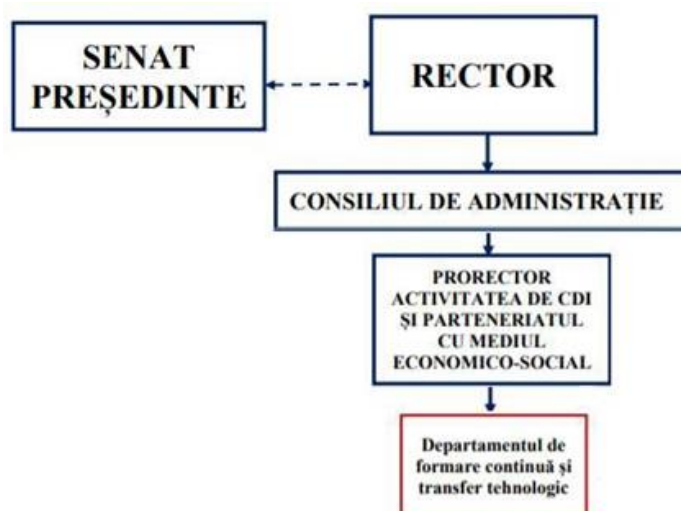 SENAT
PREȘEDINTE
RECTOR
CONSILIUL DE ADMINISTRAȚIE
PRORECTOR
ACTIVITATEA DE CDI
ȘI PARTENERIATUL
CU MEDIUL
ECONOMICO-SOCIAL
Departamentul de
formare continuă și
transfer tehnologic